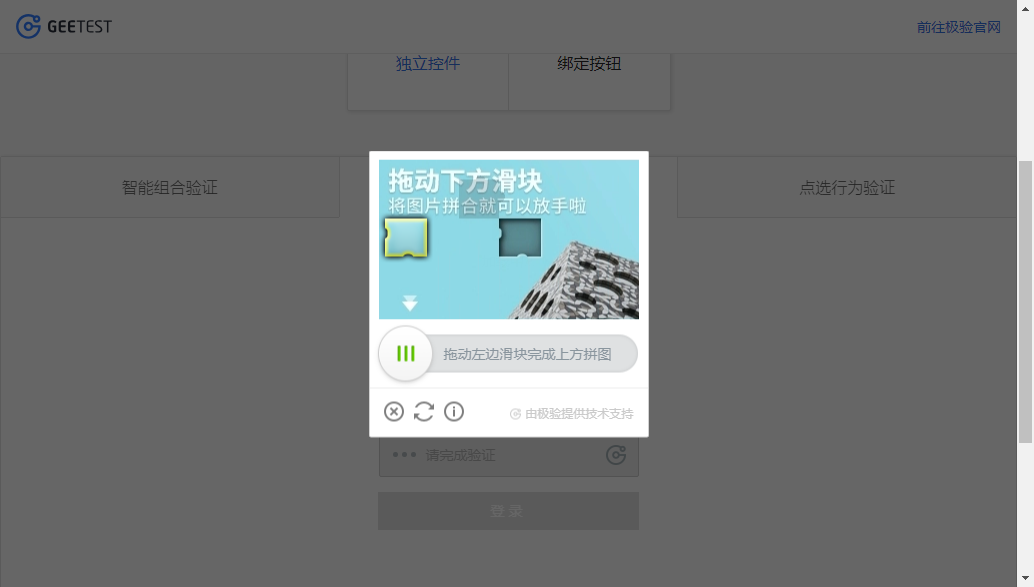 GEETEST
前往极验官网
独立控件
绑定按钮
智能组合验证
点选行为验证
拖动下方滑块
将图片拼合就可以放手啦
拖动左边滑块完成上方拼图
由极验提供技术支持
请完成验证
登录